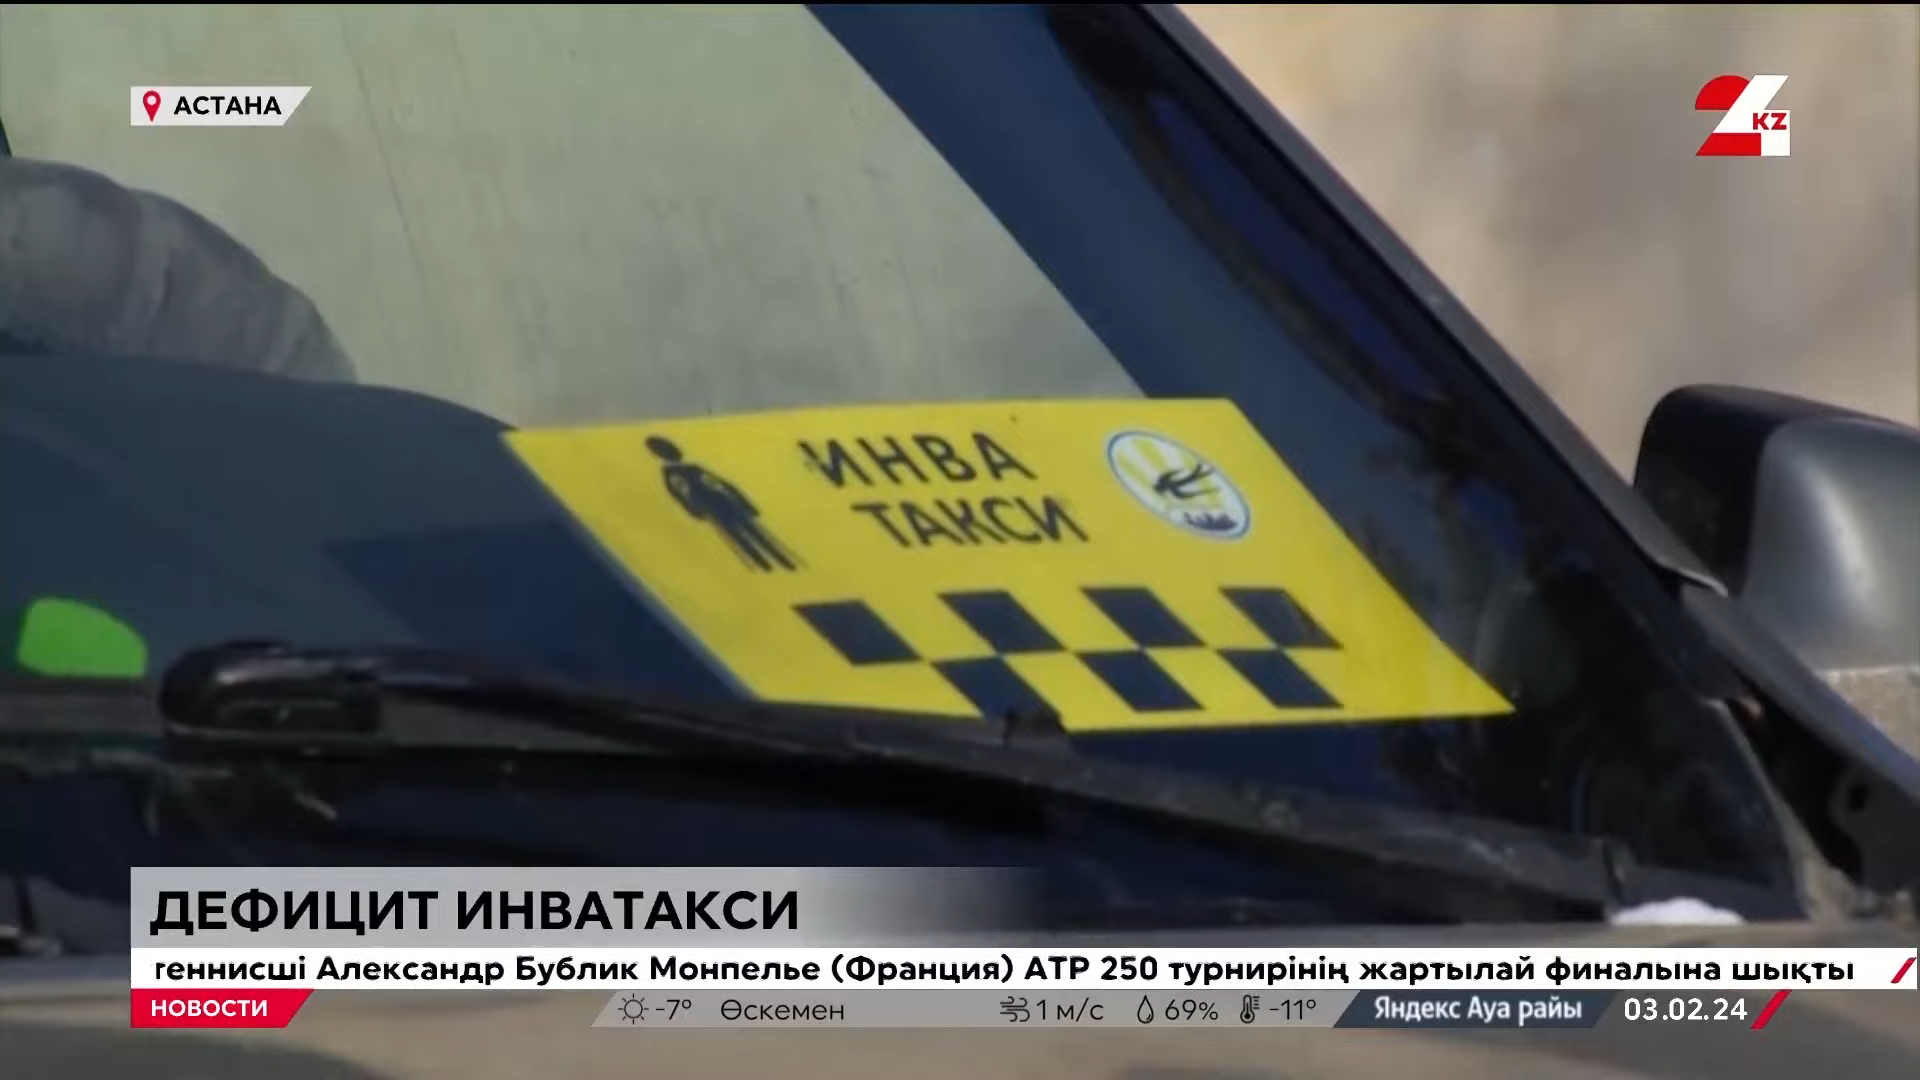 АСТАНА
24
KZ
ИНВА
ТАКСИ
ДЕФИЦИТ ИНВАТАКСИ
теннисші Александр Бублик Монпелье (Франция) ATP 250 турнирінің жартылай финалына шықты
НОВОСТИ
-7° Өскемен 1 м/с 69% -11° Яндекс Ауа райы 03.02.24